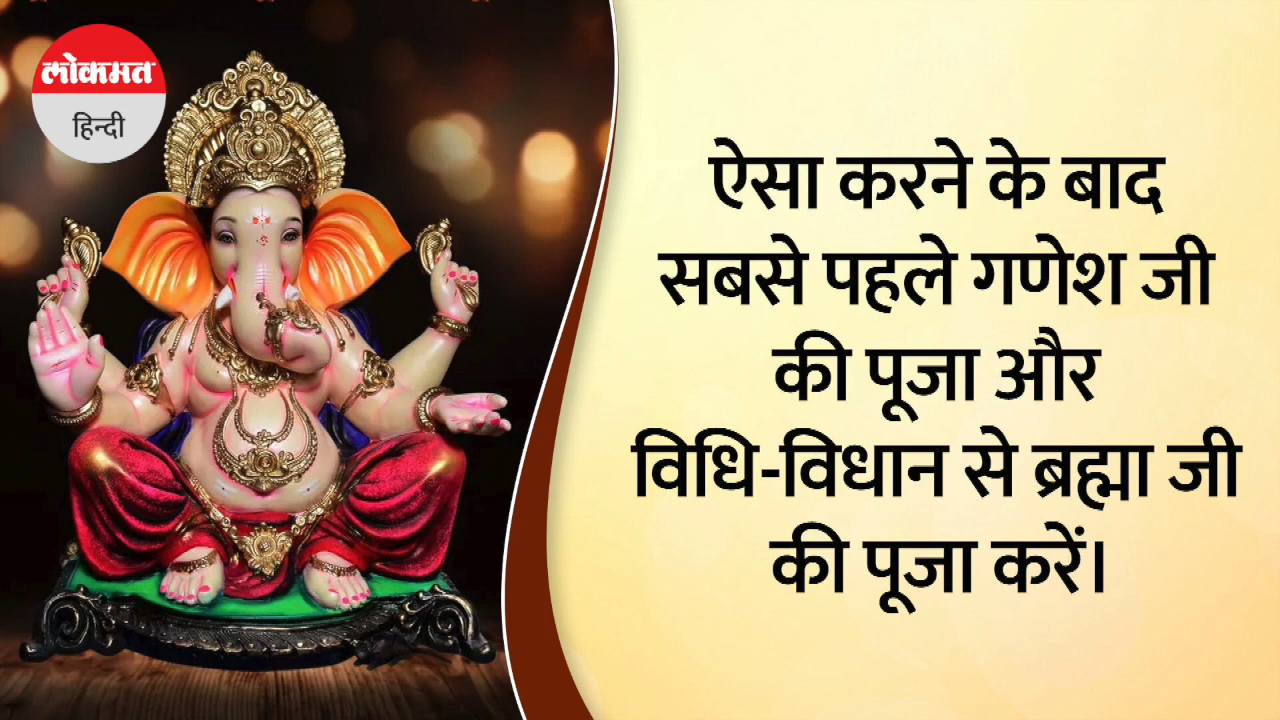 लोकमत
हिन्दी
ऐसा करने के बाद
सबसे पहले गणेश जी
की पूजा और
विधि-विधान से ब्रह्मा जी
की पूजा करें।